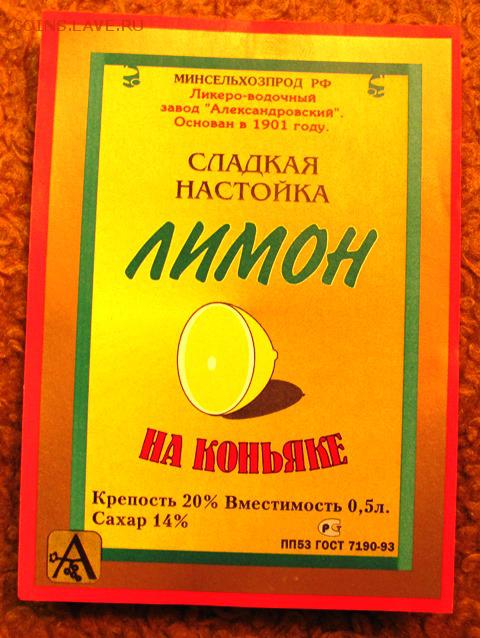 COINS.LAVE.RU
МИНСЕЛЬХОЗПРОД РФ
Ликеро-водочный
завод "Александровский".
Основан в 1901 году.
СЛАДКАЯ
НАСТОЙКА
ЛИМОН
НА КОНЬЯКЕ
Крепость 20% Вместимость 0,5л.
Сахар 14%
РСТ
ПП53 ГОСТ 7190-93
А